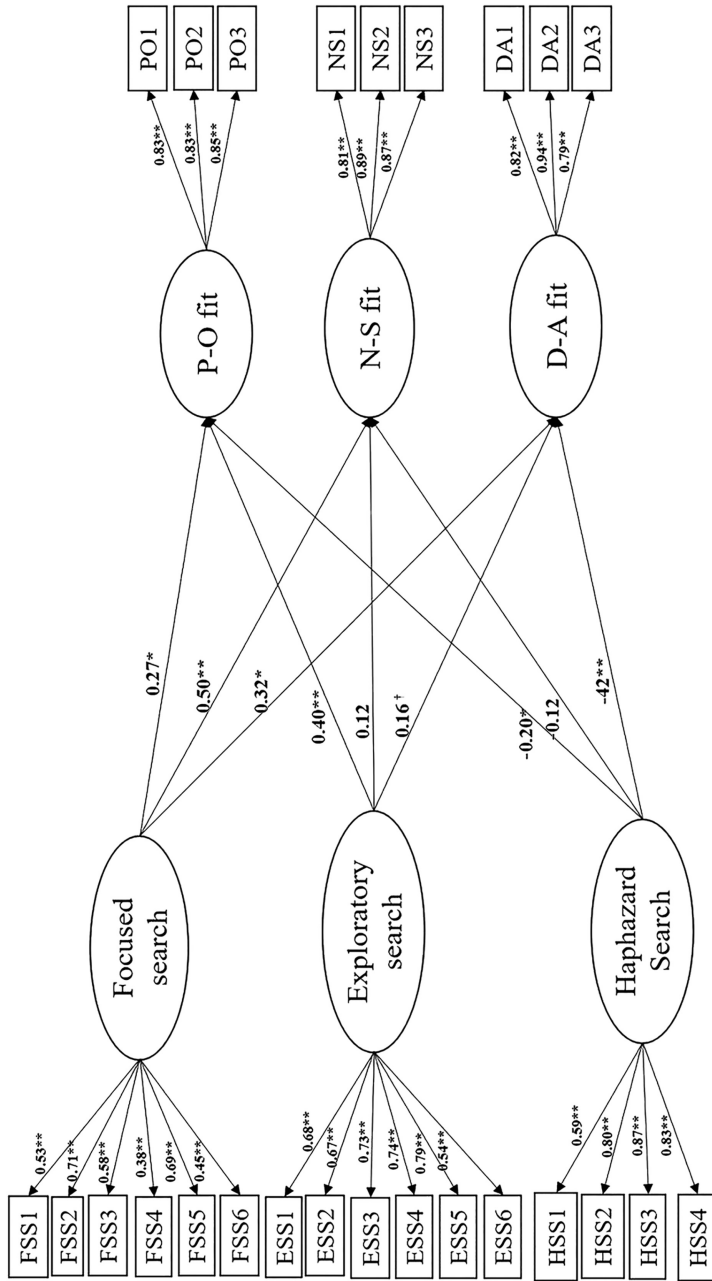 FSS1
FSS2
FSS3
FSS4
FSS5
FSS6
0.53**
0.71**
0.58**
0.38**
0.69**
0.45**
Focused
search
ESS1
ESS2
ESS3
ESS4
ESS5
ESS6
0.68**
0.67**
0.73**
0.74**
0.79**
0.54**
Exploratory
search
HSS1
HSS2
HSS3
HSS4
0.59**
0.80**
0.87**
0.83**
Haphazard
Search
0.27*
0.50**
0.32*
0.40**
0.12
0.16†
-0.20*
-0.12
-42**
P-O fit
0.83**
0.83**
0.85**
PO1
PO2
PO3
N-S fit
0.81**
0.89**
0.87**
NS1
NS2
NS3
D-A fit
0.82**
0.94**
0.79**
DA1
DA2
DA3